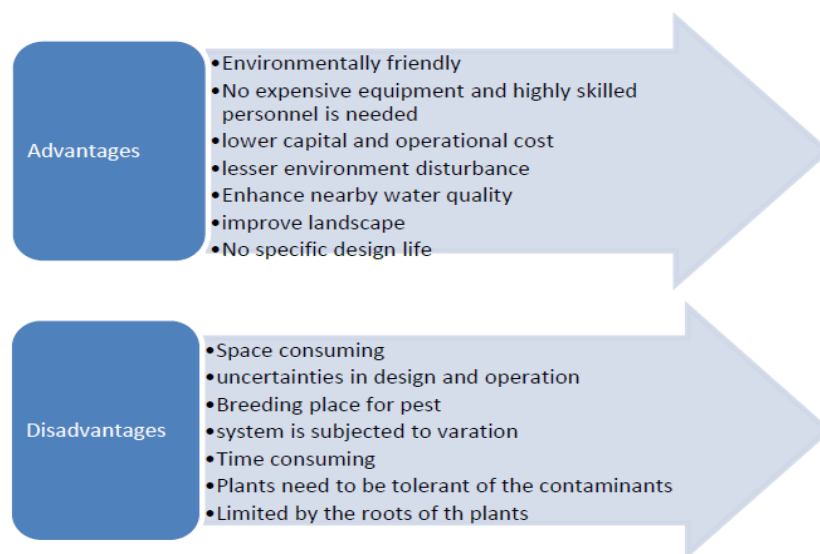 Advantages
•Environmentally friendly
•No expensive equipment and highly skilled
personnel is needed
•lower capital and operational cost
•lesser environment disturbance
•Enhance nearby water quality
•improve landscape
•No specific design life
Disadvantages
•Space consuming
•uncertainties in design and operation
•Breeding place for pest
•system is subjected to varation
•Time consuming
•Plants need to be tolerant of the contaminants
•Limited by the roots of th plants